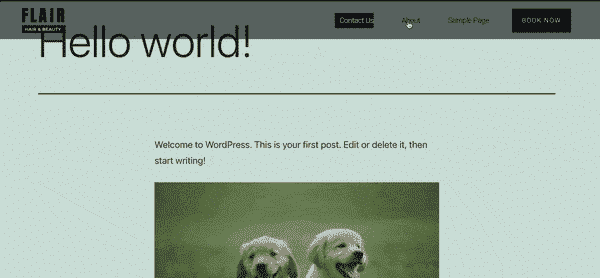 FLAIR
HAIR & BEAUTY
Contact Us
About
Sample Page
BOOK NOW
Hello world!
Welcome to WordPress. This is your first post. Edit or delete it, then
start writing!